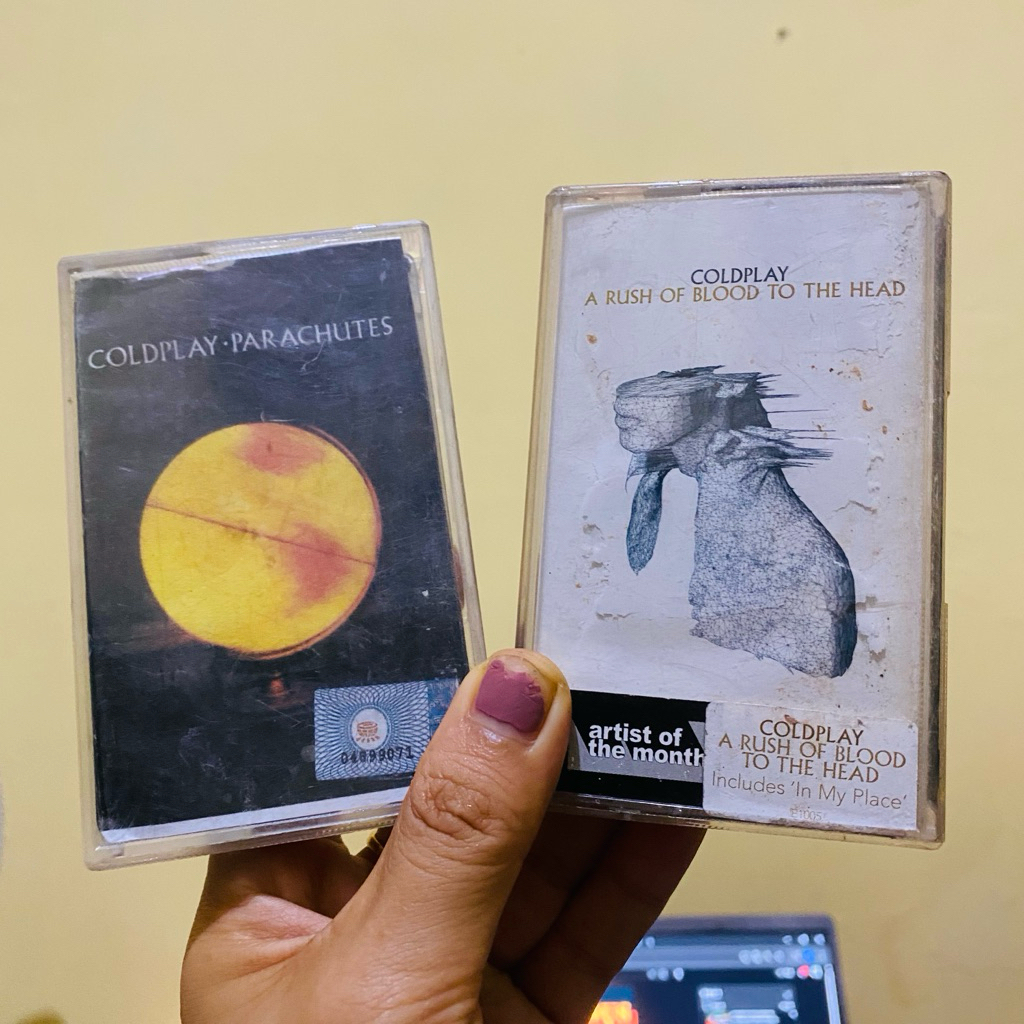 COLDPLAY·PARACHUTES
04899071
COLDPLAY
A RUSH OF BLOOD TO THE HEAD
artist of
the month
COLDPLAY
A RUSH OF BLOOD
TO THE HEAD
Includes 'In My Place'